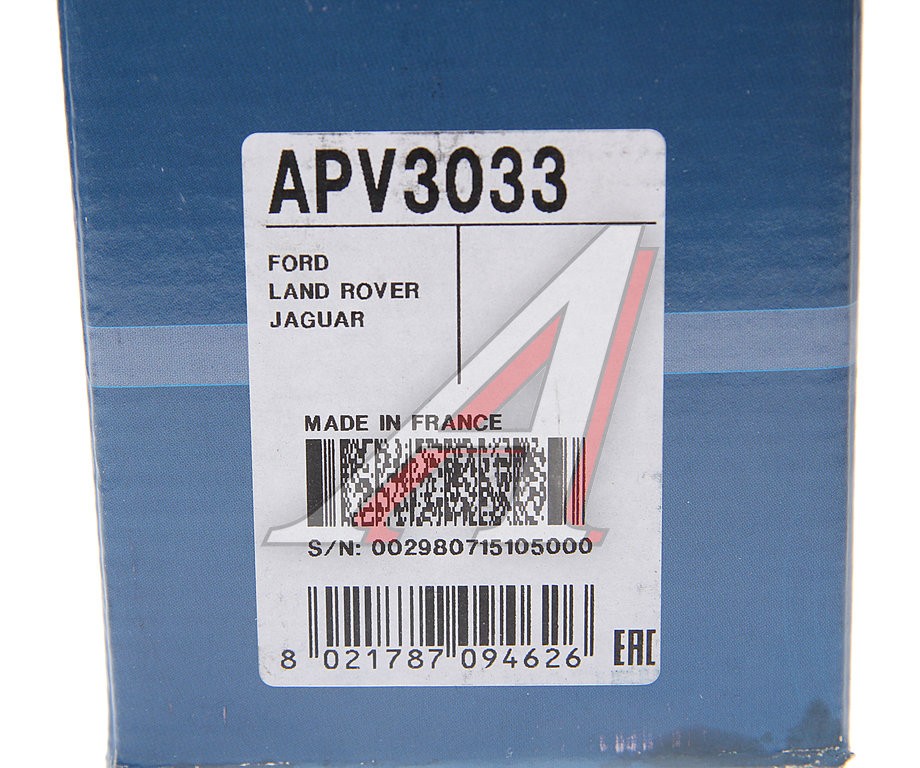 APV3033
FORD
LAND ROVER
JAGUAR
MADE IN FRANCE
S/N: 002980715105000
8 021787 094626
EAC